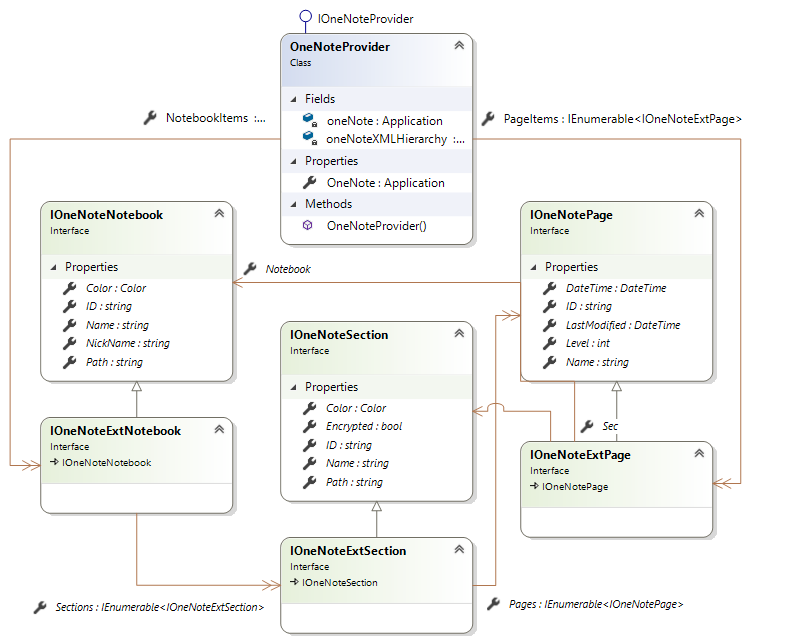 IOneNoteProvider
OneNoteProvider
Class
Fields
oneNote : Application
oneNoteXMLHierarchy :...
Properties
OneNote : Application
Methods
OneNoteProvider()
NotebookItems :...
PageItems : IEnumerable<IOneNoteExtPage>
IOneNoteNotebook
Interface
Properties
Color : Color
ID : string
Name : string
NickName : string
Path : string
Notebook
IOneNotePage
Interface
Properties
DateTime : DateTime
ID : string
LastModified : DateTime
Level : int
Name : string
IOneNoteSection
Interface
Properties
Color : Color
Encrypted : bool
ID : string
Name : string
Path : string
Sec
IOneNoteExtNotebook
Interface
IOneNoteNotebook
IOneNoteExtPage
Interface
IOneNotePage
IOneNoteExtSection
Interface
IOneNoteSection
Sections : IEnumerable<IOneNoteExtSection>
Pages : IEnumerable<IOneNotePage>